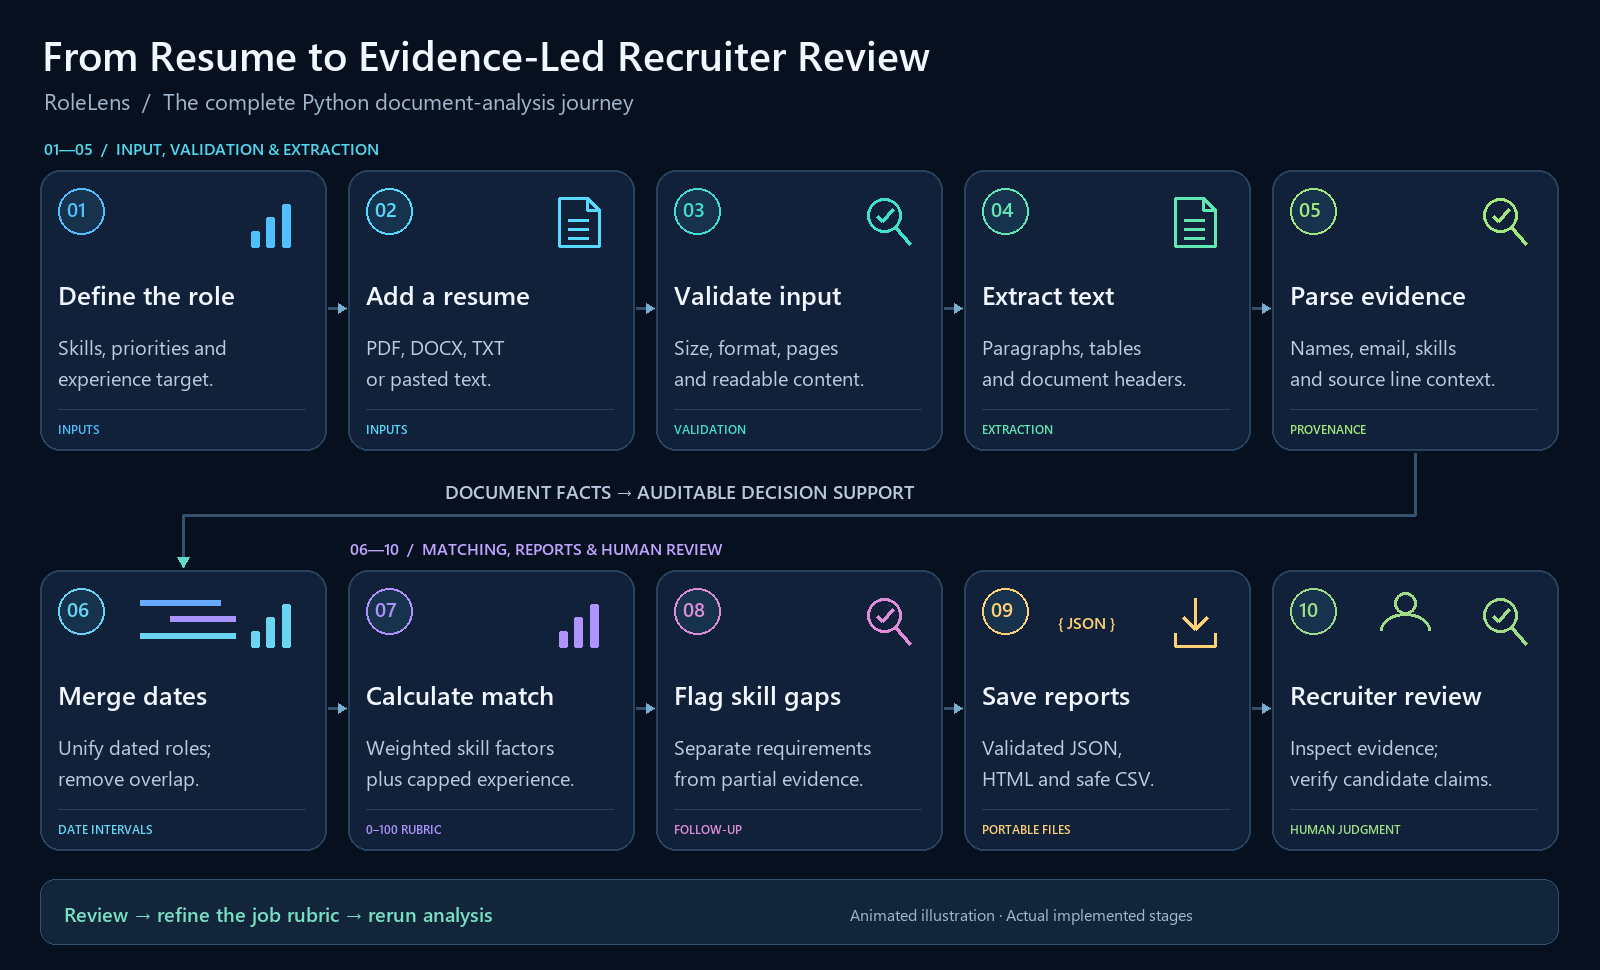 From Resume to Evidence-Led Recruiter Review
RoleLens / The complete Python document-analysis journey
01—05 / INPUT, VALIDATION & EXTRACTION
01
Define the role
Skills, priorities and
experience target.
INPUTS
02
Add a resume
PDF, DOCX, TXT
or pasted text.
INPUTS
03
Validate input
Size, format, pages
and readable content.
VALIDATION
04
Extract text
Paragraphs, tables
and document headers.
EXTRACTION
05
Parse evidence
Names, email, skills
and source line context.
PROVENANCE
DOCUMENT FACTS → AUDITABLE DECISION SUPPORT
06—10 / MATCHING, REPORTS & HUMAN REVIEW
06
Merge dates
Unify dated roles;
remove overlap.
DATE INTERVALS
07
Calculate match
Weighted skill factors
plus capped experience.
0–100 RUBRIC
08
Flag skill gaps
Separate requirements
from partial evidence.
FOLLOW-UP
09
{ JSON }
Save reports
Validated JSON,
HTML and safe CSV.
PORTABLE FILES
10
Recruiter review
Inspect evidence;
verify candidate claims.
HUMAN JUDGMENT
Review → refine the job rubric → rerun analysis
Animated illustration · Actual implemented stages